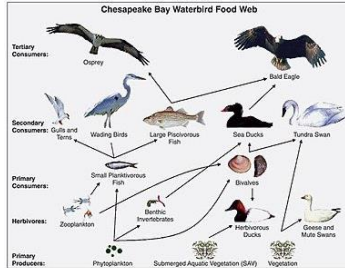 Chesapeake Bay Waterbird Food Web
Tertiary
Consumers:
Osprey
Bald Eagle
Secondary
Consumers:
Gulls and
Terns
Wading Birds
Large Piscivorous
Fish
Sea Ducks
Tundra Swan
Primary
Consumers:
Small Planktivorous
Fish
Bivalves
Herbivores:
Zooplankton
Benthic
Invertebrates
Herbivorous
Ducks
Geese and
Mute Swans
Primary
Producers:
Phytoplankton
Submerged Aquatic Vegetation (SAV)
Vegetation